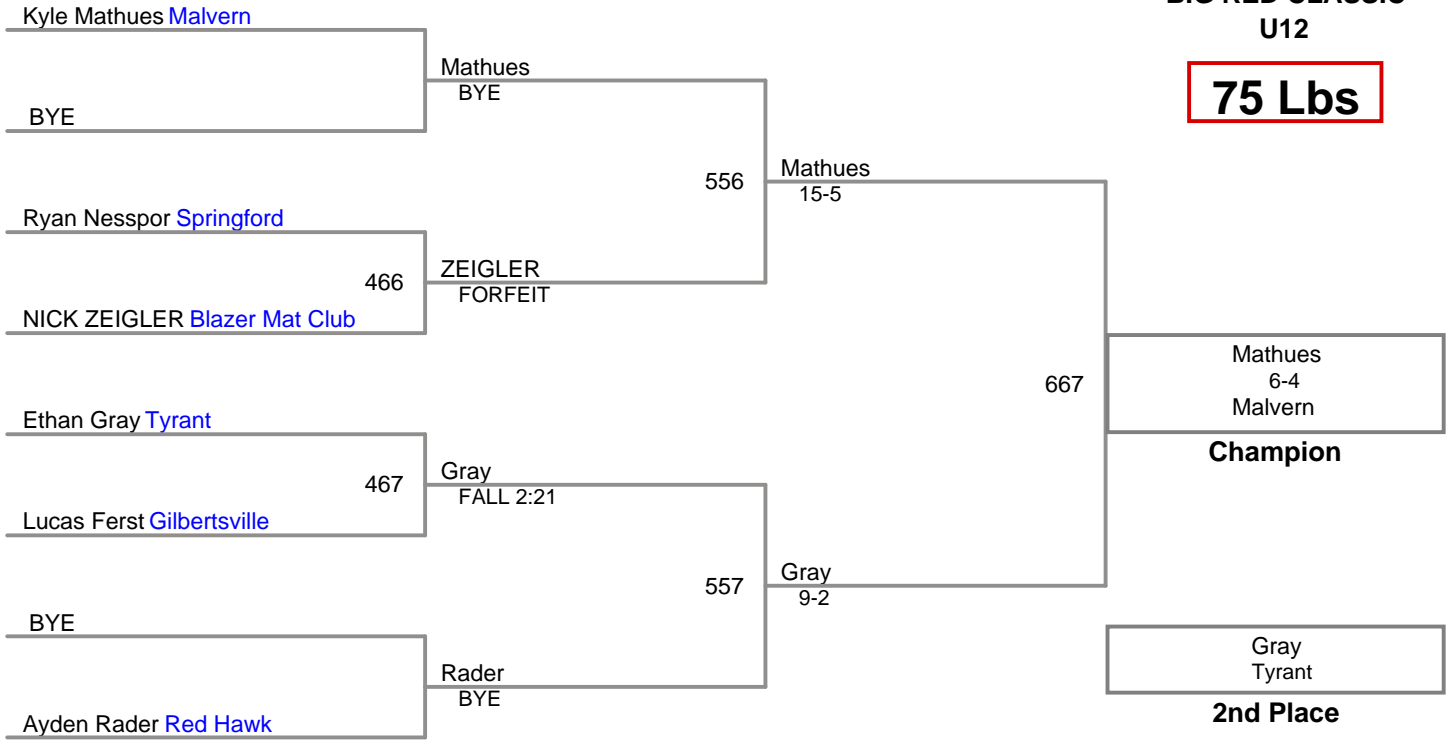 U12
75 Lbs
Kyle Mathues Malvern
Mathues
BYE
BYE
556
Mathues
15-5
Ryan Nesspor Springford
466
ZEIGLER
FORFEIT
NICK ZEIGLER Blazer Mat Club
667
Mathues
6-4
Malvern
Champion
Ethan Gray Tyrant
467
Gray
FALL 2:21
Lucas Ferst Gilbertsville
557
Gray
9-2
BYE
Rader
BYE
Ayden Rader Red Hawk
Gray
Tyrant
2nd Place